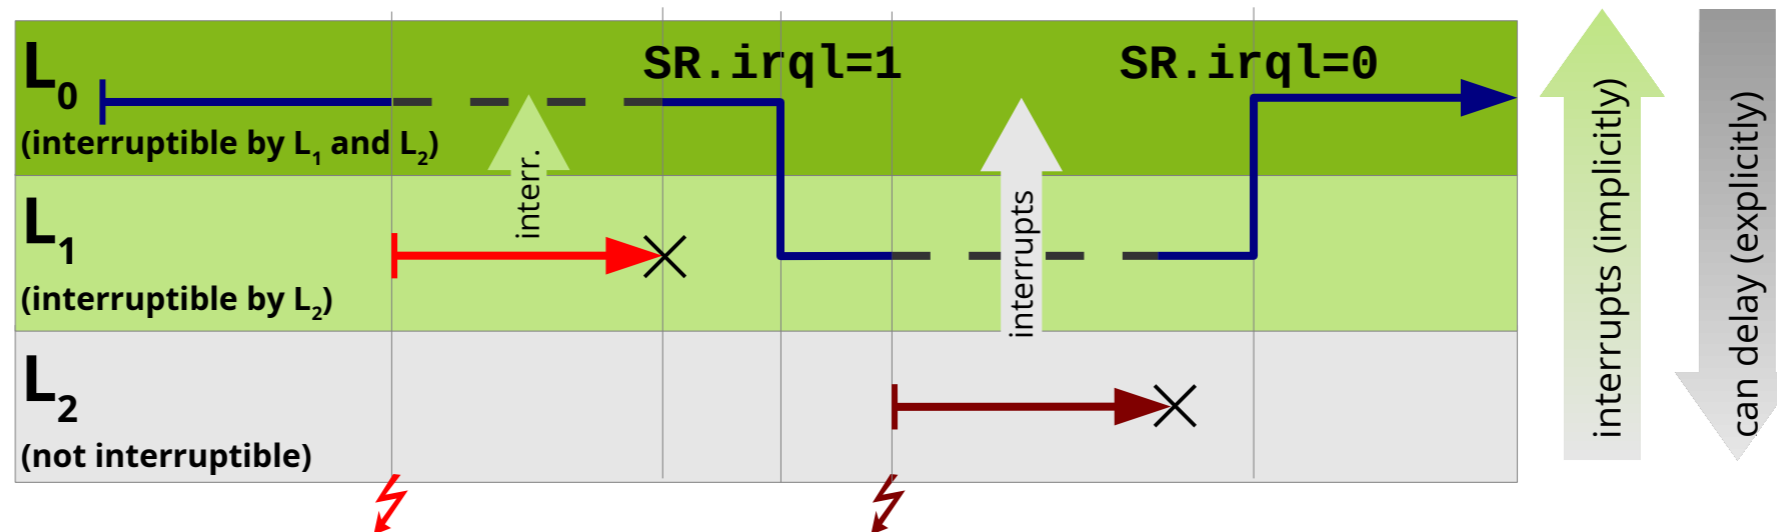 L0
(interruptible by L1 and L2)
SR.irql=1
SR.irql=0
interr.
L1
(interruptible by L2)
interrupts
L2
(not interruptible)
interrupts (implicitly)
can delay (explicitly)